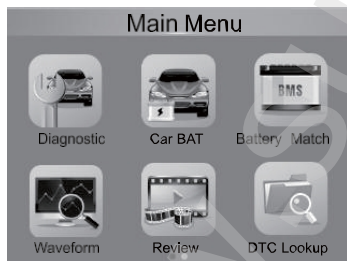 Main Menu
Diagnostic Car BAT Battery Match
BMS
Waveform Review DTC Lookup